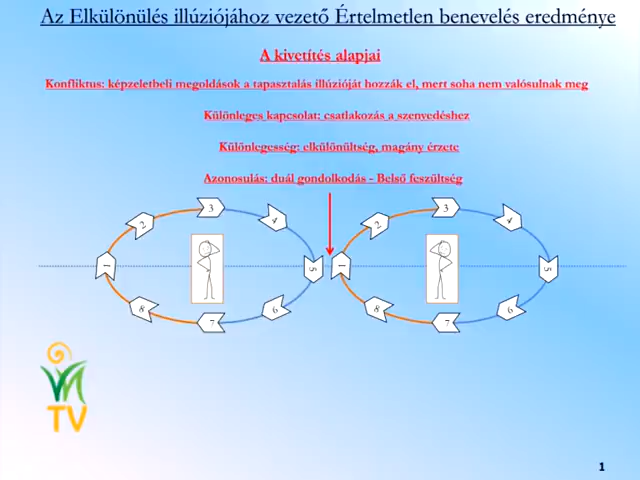 Az Elkülönülés illúziójához vezető Értelmetlen benevelés eredménye
A kivetítés alapjai
Konfliktus: képzeletbeli megoldások a tapasztalás illúzióját hozzák el, mert soha nem valósulnak meg
Különleges kapcsolat: csatlakozás a szenvedéshez
Különlegesség: elkülönültség, magány érzete
Azonosulás: duál gondolkodás - Belső feszültség
3
3
2
4
2
4
1
5
1
5
8
6
8
6
7
7
TV
1